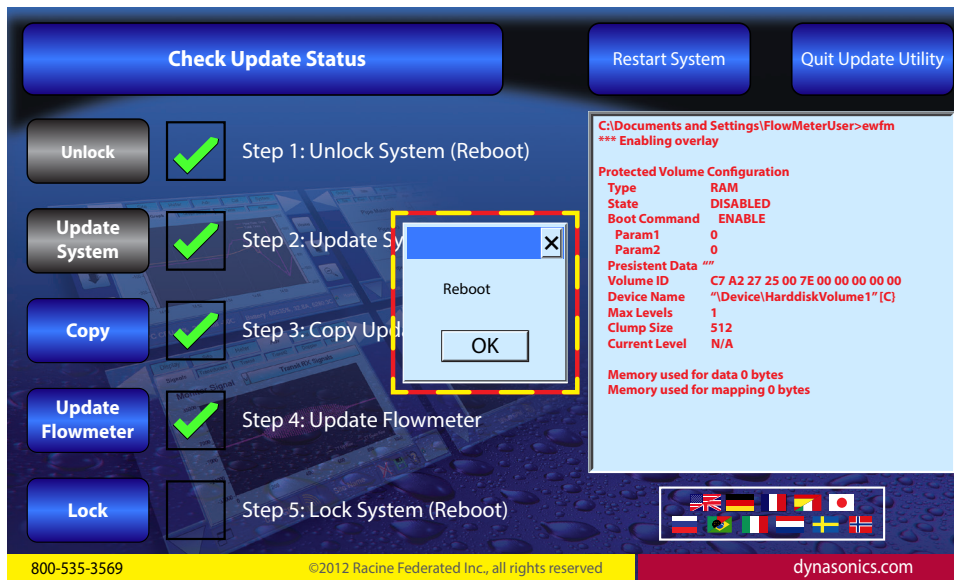 Check Update Status
Restart System
Quit Update Utility
Unlock
Step 1: Unlock System (Reboot)
Update
System
Step 2: Update Sy
Copy
Step 3: Copy Upd
Update
Flowmeter
Step 4: Update Flowmeter
Lock
Step 5: Lock System (Reboot)
Reboot
OK
C:\Documents and Settings\FlowMeterUser>ewfm
*** Enabling overlay
Protected Volume Configuration
Type RAM
State DISABLED
Boot Command ENABLE
Param1 0
Param2 0
Presistent Data “”
Volume ID C7 A2 27 25 00 7E 00 00 00 00 00
Device Name “\Device\HarddiskVolume1” [C}
Max Levels 1
Clump Size 512
Current Level N/A
Memory used for data 0 bytes
Memory used for mapping 0 bytes
800-535-3569
©2012 Racine Federated Inc., all rights reserved
dynasonics.com